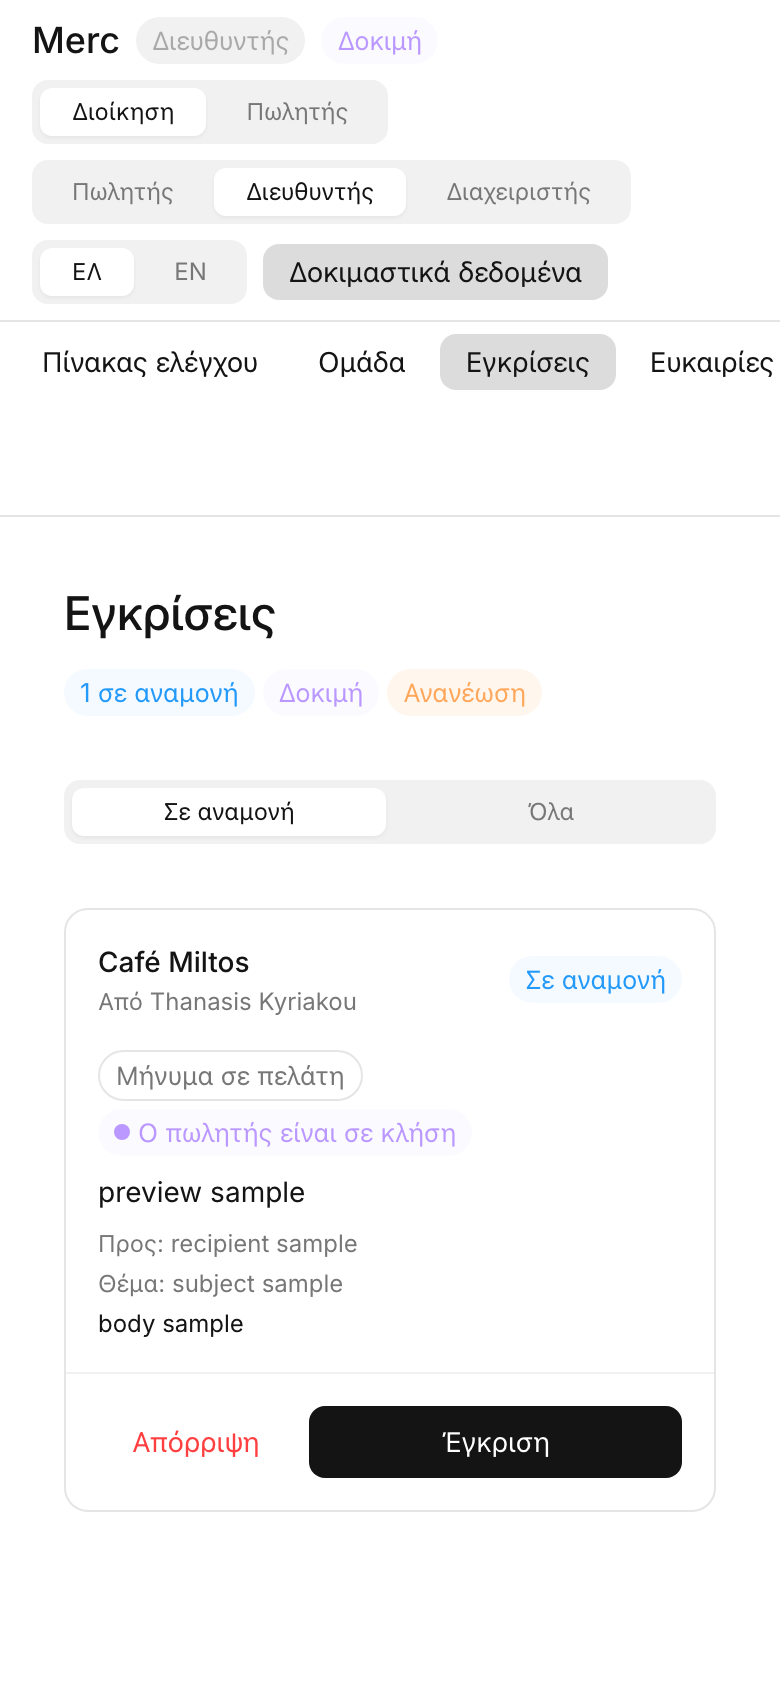 Merc Διευθυντής Δοκιμή
Διοίκηση Πωλητής
Πωλητής Διευθυντής Διαχειριστής
ΕΛ EN Δοκιμαστικά δεδομένα
Πίνακας ελέγχου Ομάδα Εγκρίσεις Ευκαιρίες
Εγκρίσεις
1 σε αναμονή Δοκιμή Ανανέωση
Σε αναμονή Όλα
Café Miltos
Σε αναμονή
Από Thanasis Kyriakou
Μήνυμα σε πελάτη
Ο πωλητής είναι σε κλήση
preview sample
Προς: recipient sample
Θέμα: subject sample
body sample
Απόρριψη Έγκριση